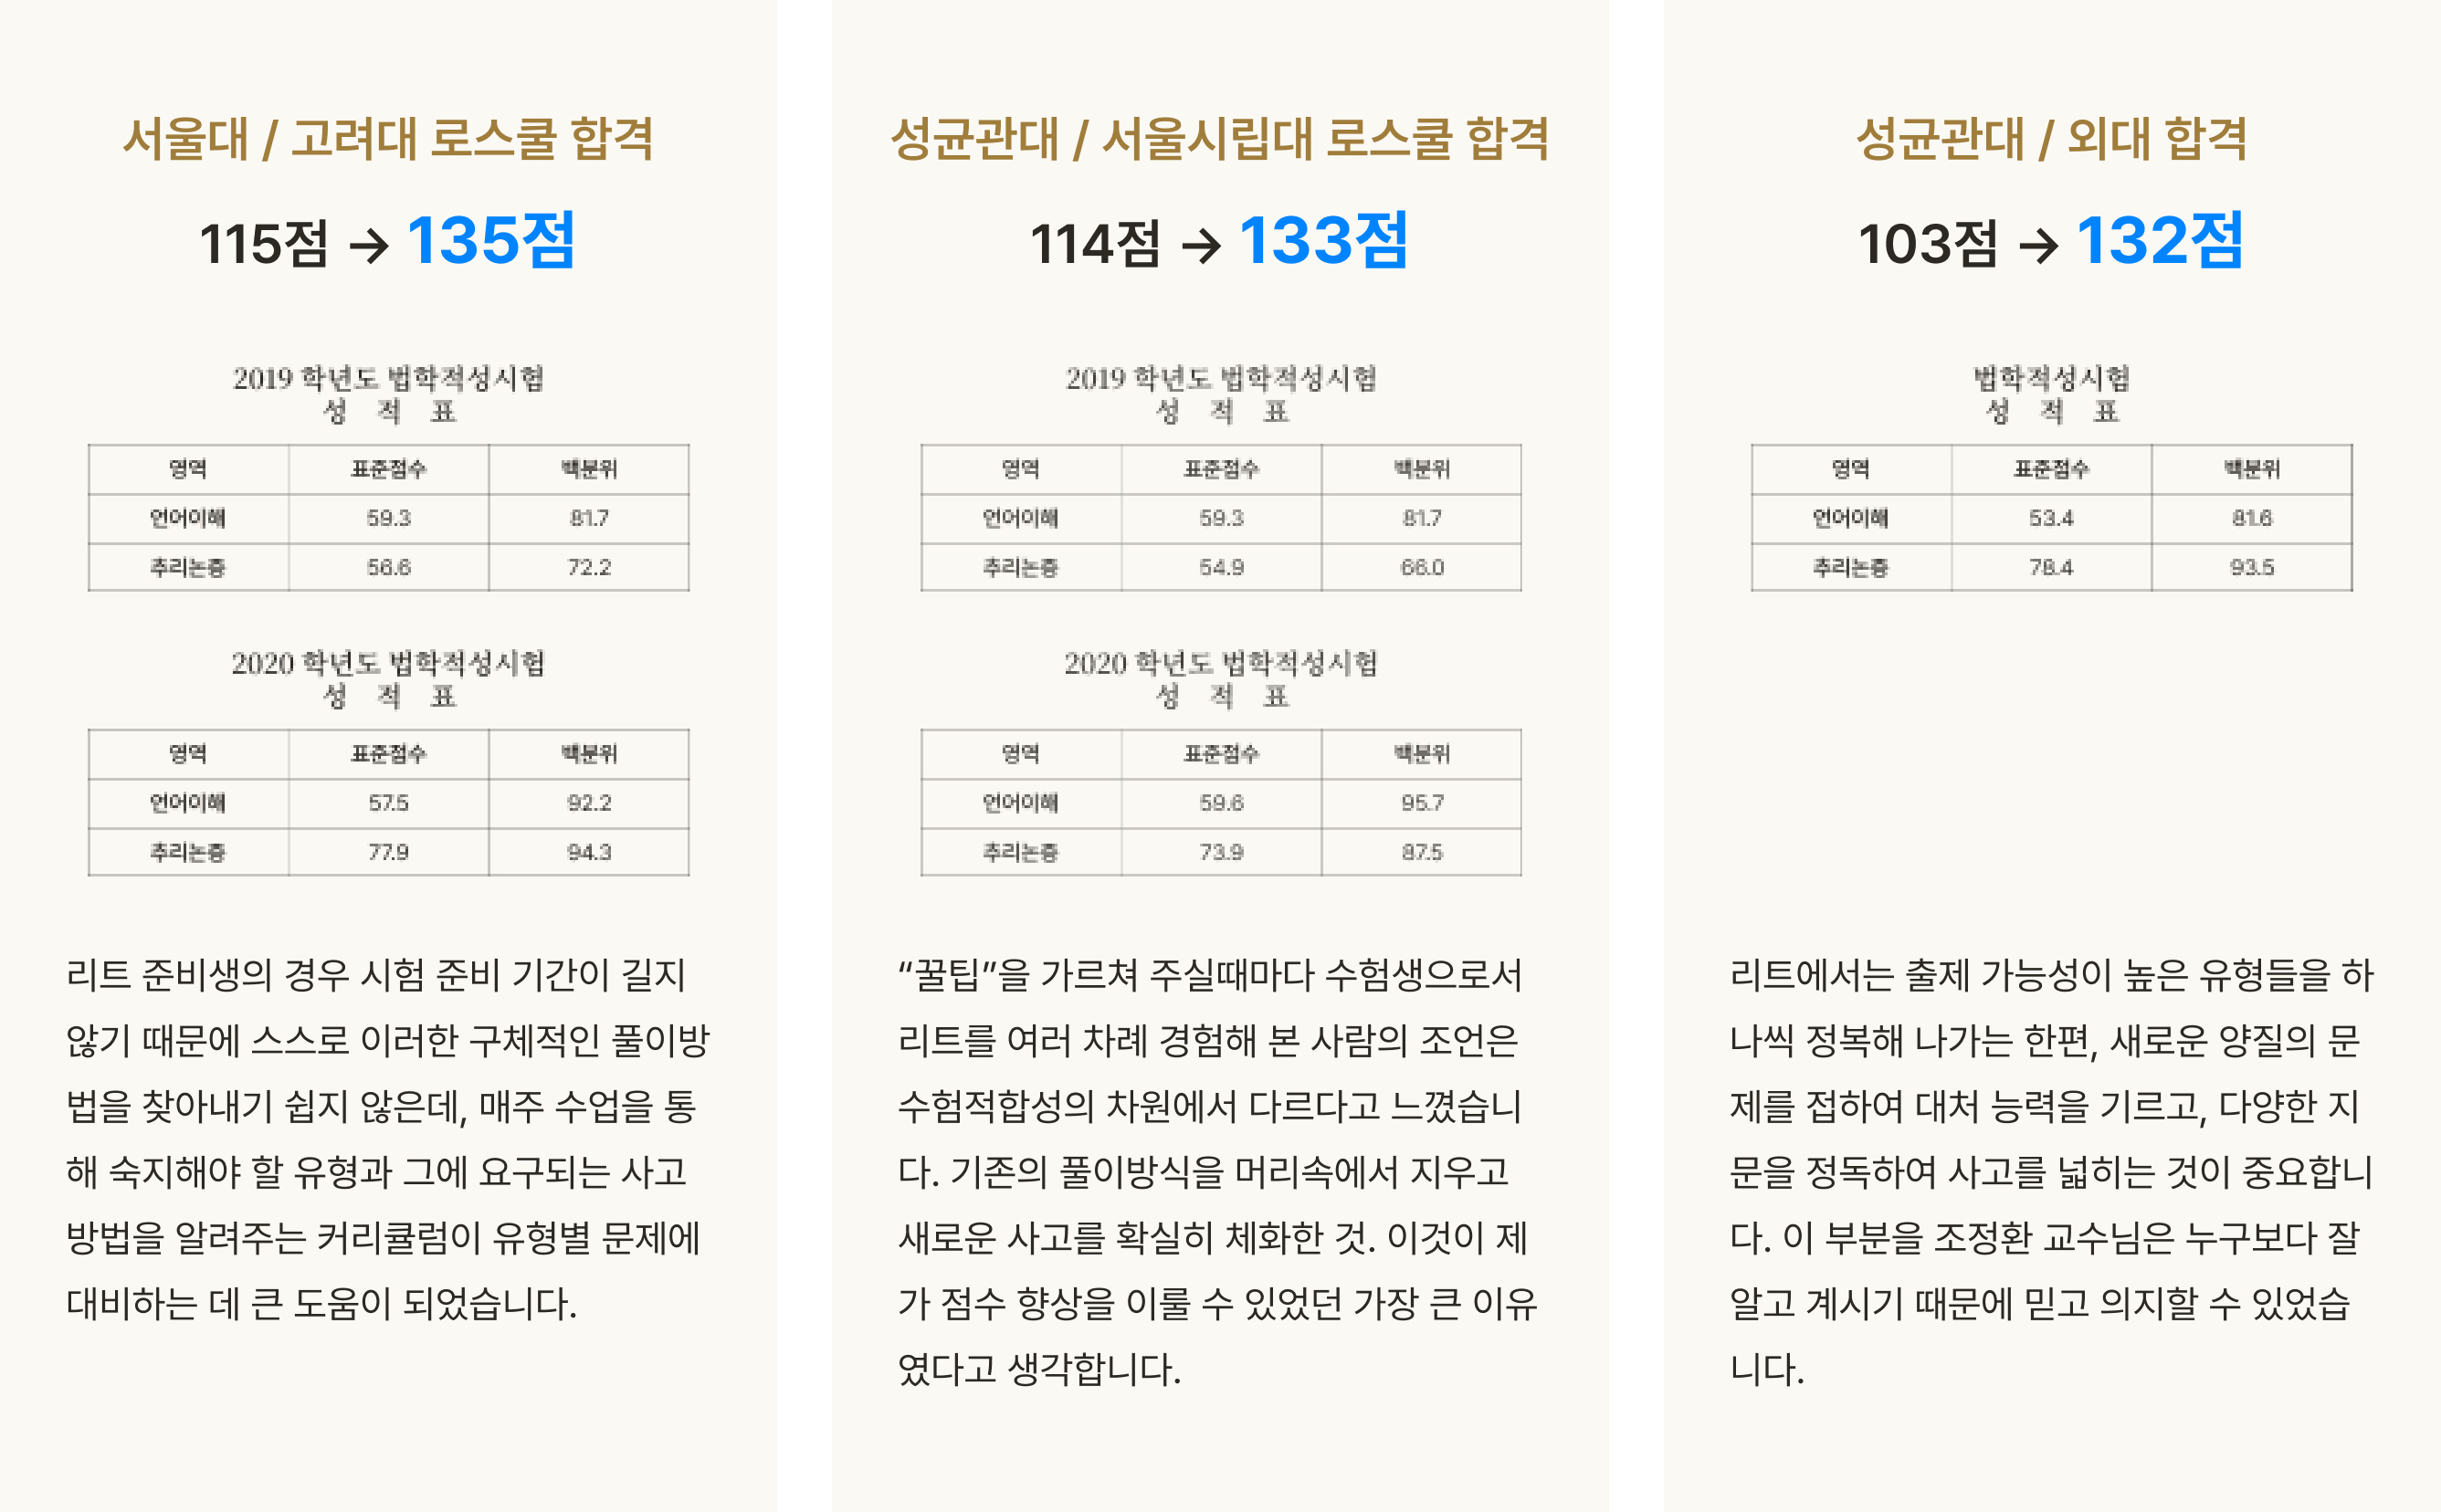 서울대 / 고려대 로스쿨 합격
115점 → 135점
2019 학년도 법학적성시험
성 적 표
영역 표준점수 백분위
언어이해 59.3 81.7
추리논증 56.6 72.2
2020 학년도 법학적성시험
성 적 표
영역 표준점수 백분위
언어이해 57.5 92.2
추리논증 77.9 94.3
리트 준비생의 경우 시험 준비 기간이 길지
않기 때문에 스스로 이러한 구체적인 풀이방
법을 찾아내기 쉽지 않은데, 매주 수업을 통
해 숙지해야 할 유형과 그에 요구되는 사고
방법을 알려주는 커리큘럼이 유형별 문제에
대비하는 데 큰 도움이 되었습니다.
성균관대 / 서울시립대 로스쿨 합격
114점 → 133점
2019 학년도 법학적성시험
성 적 표
영역 표준점수 백분위
언어이해 59.3 81.7
추리논증 54.9 66.0
2020 학년도 법학적성시험
성 적 표
영역 표준점수 백분위
언어이해 59.6 95.7
추리논증 73.9 87.5
“꿀팁”을 가르쳐 주실때마다 수험생으로서
리트를 여러 차례 경험해 본 사람의 조언은
수험적합성의 차원에서 다르다고 느꼈습니
다. 기존의 풀이방식을 머리속에서 지우고
새로운 사고를 확실히 체화한 것. 이것이 제
가 점수 향상을 이룰 수 있었던 가장 큰 이유
였다고 생각합니다.
성균관대 / 외대 합격
103점 → 132점
법학적성시험
성 적 표
영역 표준점수 백분위
언어이해 53.4 81.6
추리논증 78.4 93.5
리트에서는 출제 가능성이 높은 유형들을 하
나씩 정복해 나가는 한편, 새로운 양질의 문
제를 접하여 대처 능력을 기르고, 다양한 지
문을 정독하여 사고를 넓히는 것이 중요합니
다. 이 부분을 조정환 교수님은 누구보다 잘
알고 계시기 때문에 믿고 의지할 수 있었습
니다.